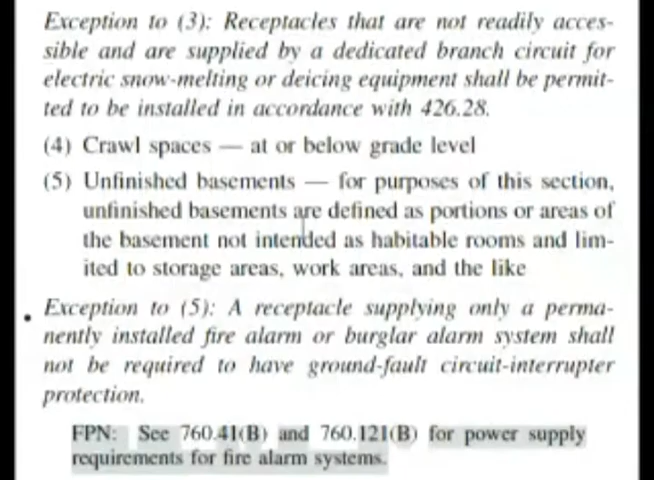 Exception to (3): Receptacles that are not readily acces-
sible and are supplied by a dedicated branch circuit for
electric snow-melting or deicing equipment shall be permit-
ted to be installed in accordance with 426.28.
(4) Crawl spaces — at or below grade level
(5) Unfinished basements — for purposes of this section,
unfinished basements are defined as portions or areas of
the basement not intended as habitable rooms and lim-
ited to storage areas, work areas, and the like
• Exception to (5): A receptacle supplying only a perma-
nently installed fire alarm or burglar alarm system shall
not be required to have ground-fault circuit-interrupter
protection.
FPN: See 760.41(B) and 760.121(B) for power supply
requirements for fire alarm systems.